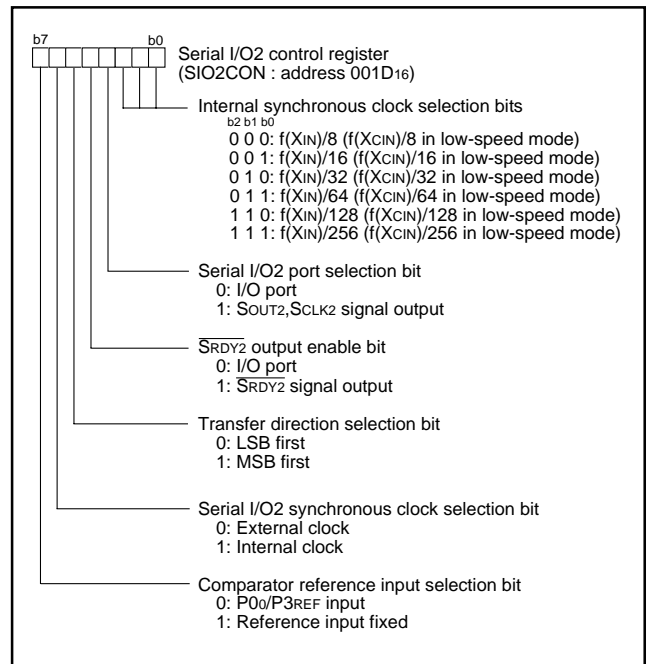 b7 b0
Serial I/O2 control register
(SIO2CON : address 001D16)
Internal synchronous clock selection bits
b2 b1 b0
0 0 0: f(XIN)/8 (f(XCIN)/8 in low-speed mode)
0 0 1: f(XIN)/16 (f(XCIN)/16 in low-speed mode)
0 1 0: f(XIN)/32 (f(XCIN)/32 in low-speed mode)
0 1 1: f(XIN)/64 (f(XCIN)/64 in low-speed mode)
1 1 0: f(XIN)/128 (f(XCIN)/128 in low-speed mode)
1 1 1: f(XIN)/256 (f(XCIN)/256 in low-speed mode)
Serial I/O2 port selection bit
0: I/O port
1: SOUT2,SCLK2 signal output
SRDY2 output enable bit
0: I/O port
1: SRDY2 signal output
Transfer direction selection bit
0: LSB first
1: MSB first
Serial I/O2 synchronous clock selection bit
0: External clock
1: Internal clock
Comparator reference input selection bit
0: P00/P3REF input
1: Reference input fixed